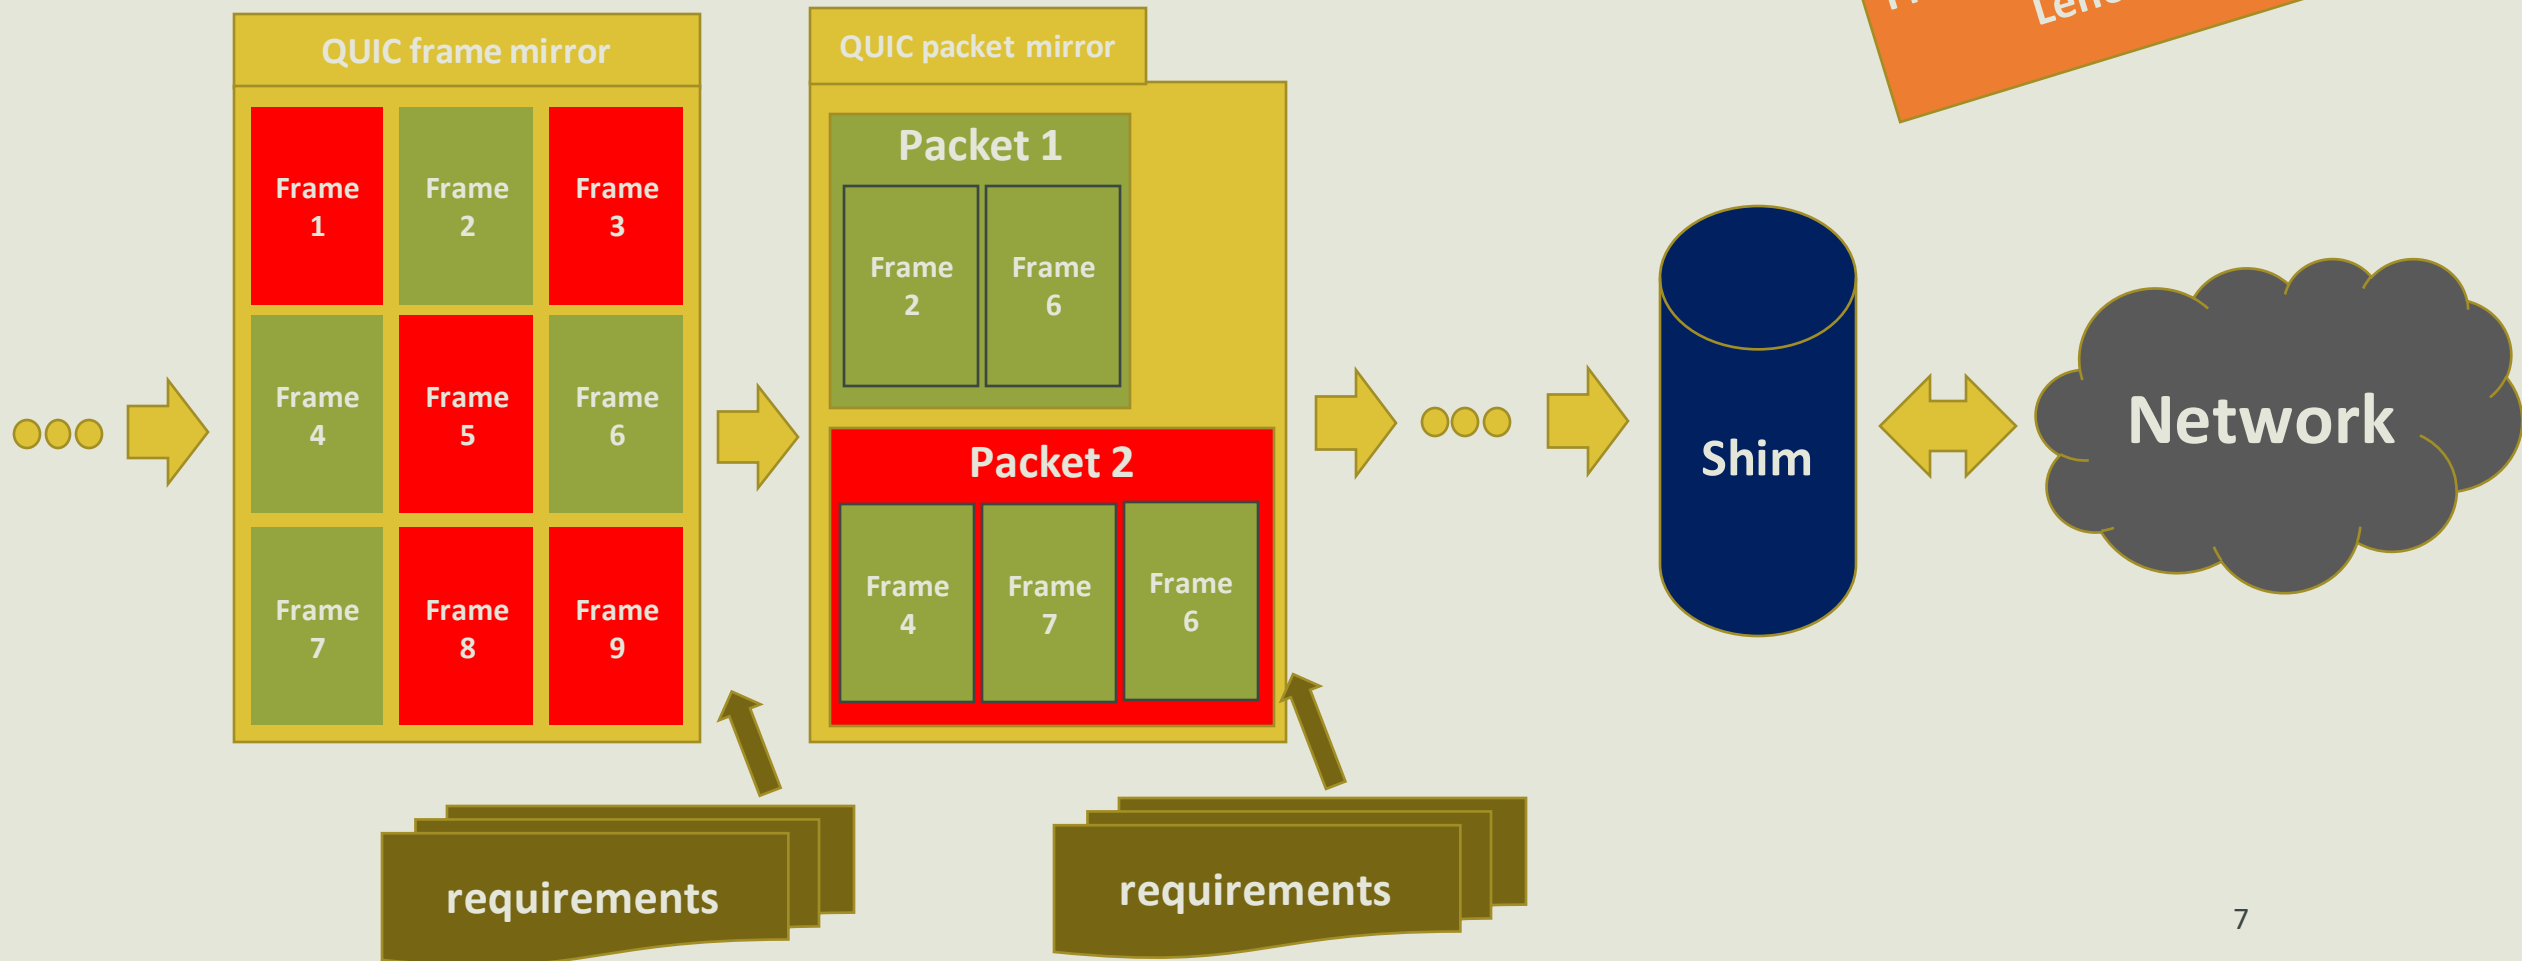 QUIC frame mirror
Frame
1
Frame
2
Frame
3
Frame
4
Frame
5
Frame
6
Frame
7
Frame
8
Frame
9
QUIC packet mirror
Packet 1
Frame
2
Frame
6
Packet 2
Frame
4
Frame
7
Frame
6
Shim
Network
requirements
requirements
7